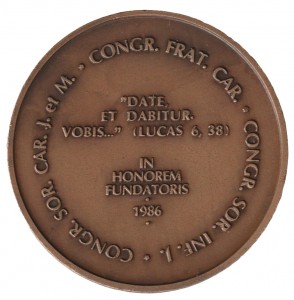 CONGR. FRAT. CAR. • CONGR. SOR. INF. J. • CONGR. SOR. CAR. J. et M. •
"DATE,
ET DABITUR
VOBIS..." (LUCAS 6, 38)
IN
HONOREM
FUNDATORIS
1986